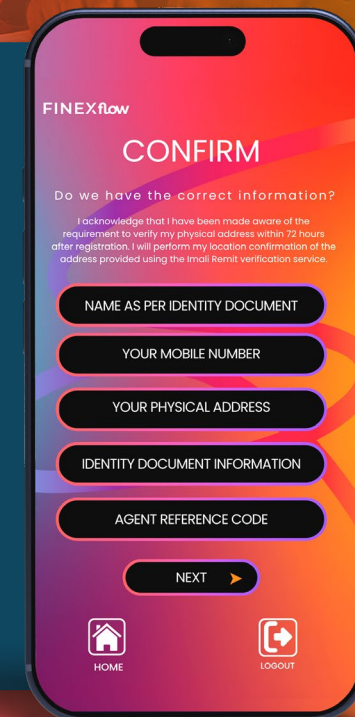 FINEXflow
CONFIRM
Do we have the correct information?
I acknowledge that I have been made aware of the
requirement to verify my physical address within 72 hours
after registration. I will perform my location confirmation of the
address provided using the Imali Remit verification service.
NAME AS PER IDENTITY DOCUMENT
YOUR MOBILE NUMBER
YOUR PHYSICAL ADDRESS
IDENTITY DOCUMENT INFORMATION
AGENT REFERENCE CODE
NEXT
HOME
LOGOUT